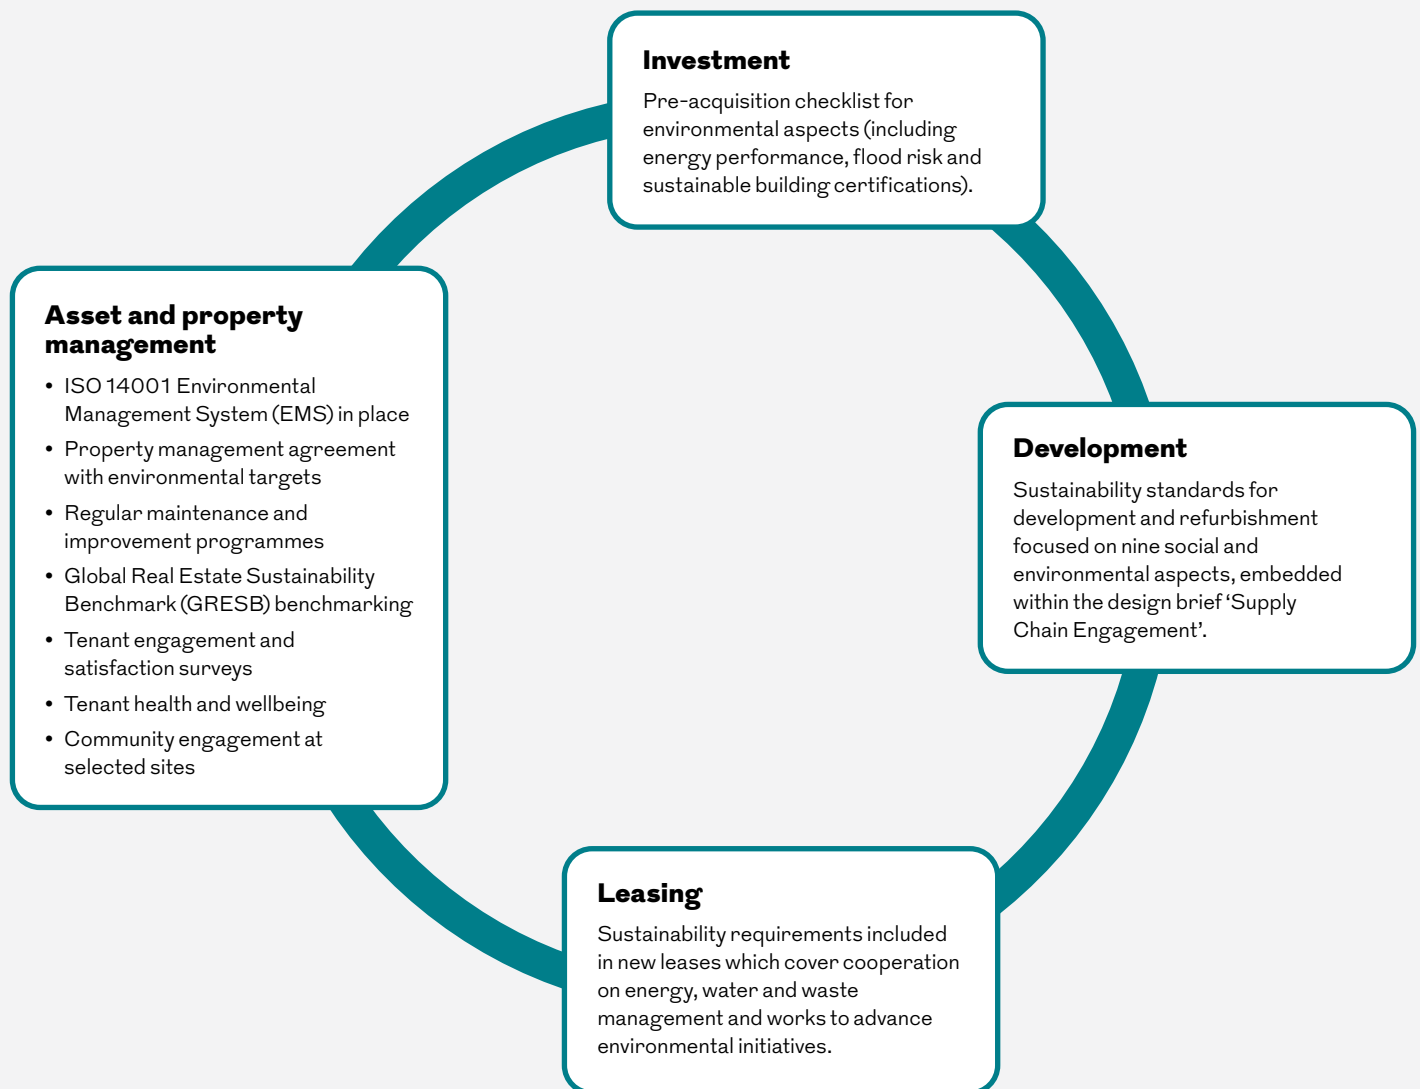 Investment
Pre-acquisition checklist for
environmental aspects (including
energy performance, flood risk and
sustainable building certifications).
Development
Sustainability standards for
development and refurbishment
focused on nine social and
environmental aspects, embedded
within the design brief ‘Supply
Chain Engagement’.
Leasing
Sustainability requirements included
in new leases which cover cooperation
on energy, water and waste
management and works to advance
environmental initiatives.
Asset and property
management
• ISO 14001 Environmental
Management System (EMS) in place
• Property management agreement
with environmental targets
• Regular maintenance and
improvement programmes
• Global Real Estate Sustainability
Benchmark (GRESB) benchmarking
• Tenant engagement and
satisfaction surveys
• Tenant health and wellbeing
• Community engagement at
selected sites